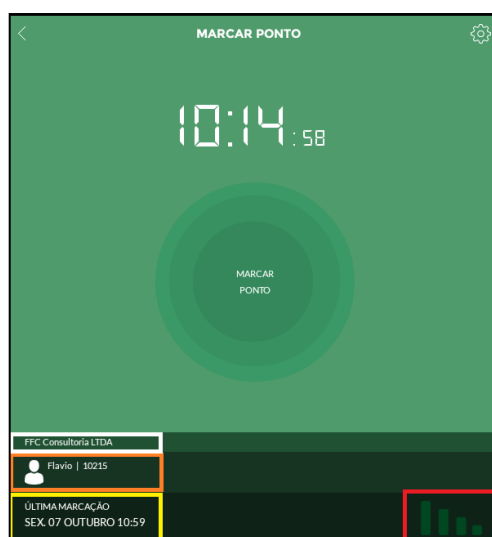 MARCAR PONTO
10:14:58
MARCAR
PONTO
FFC Consultoria LTDA
Flavio | 10215
ÚLTIMA MARCAÇÃO
SEX. 07 OUTUBRO 10:59